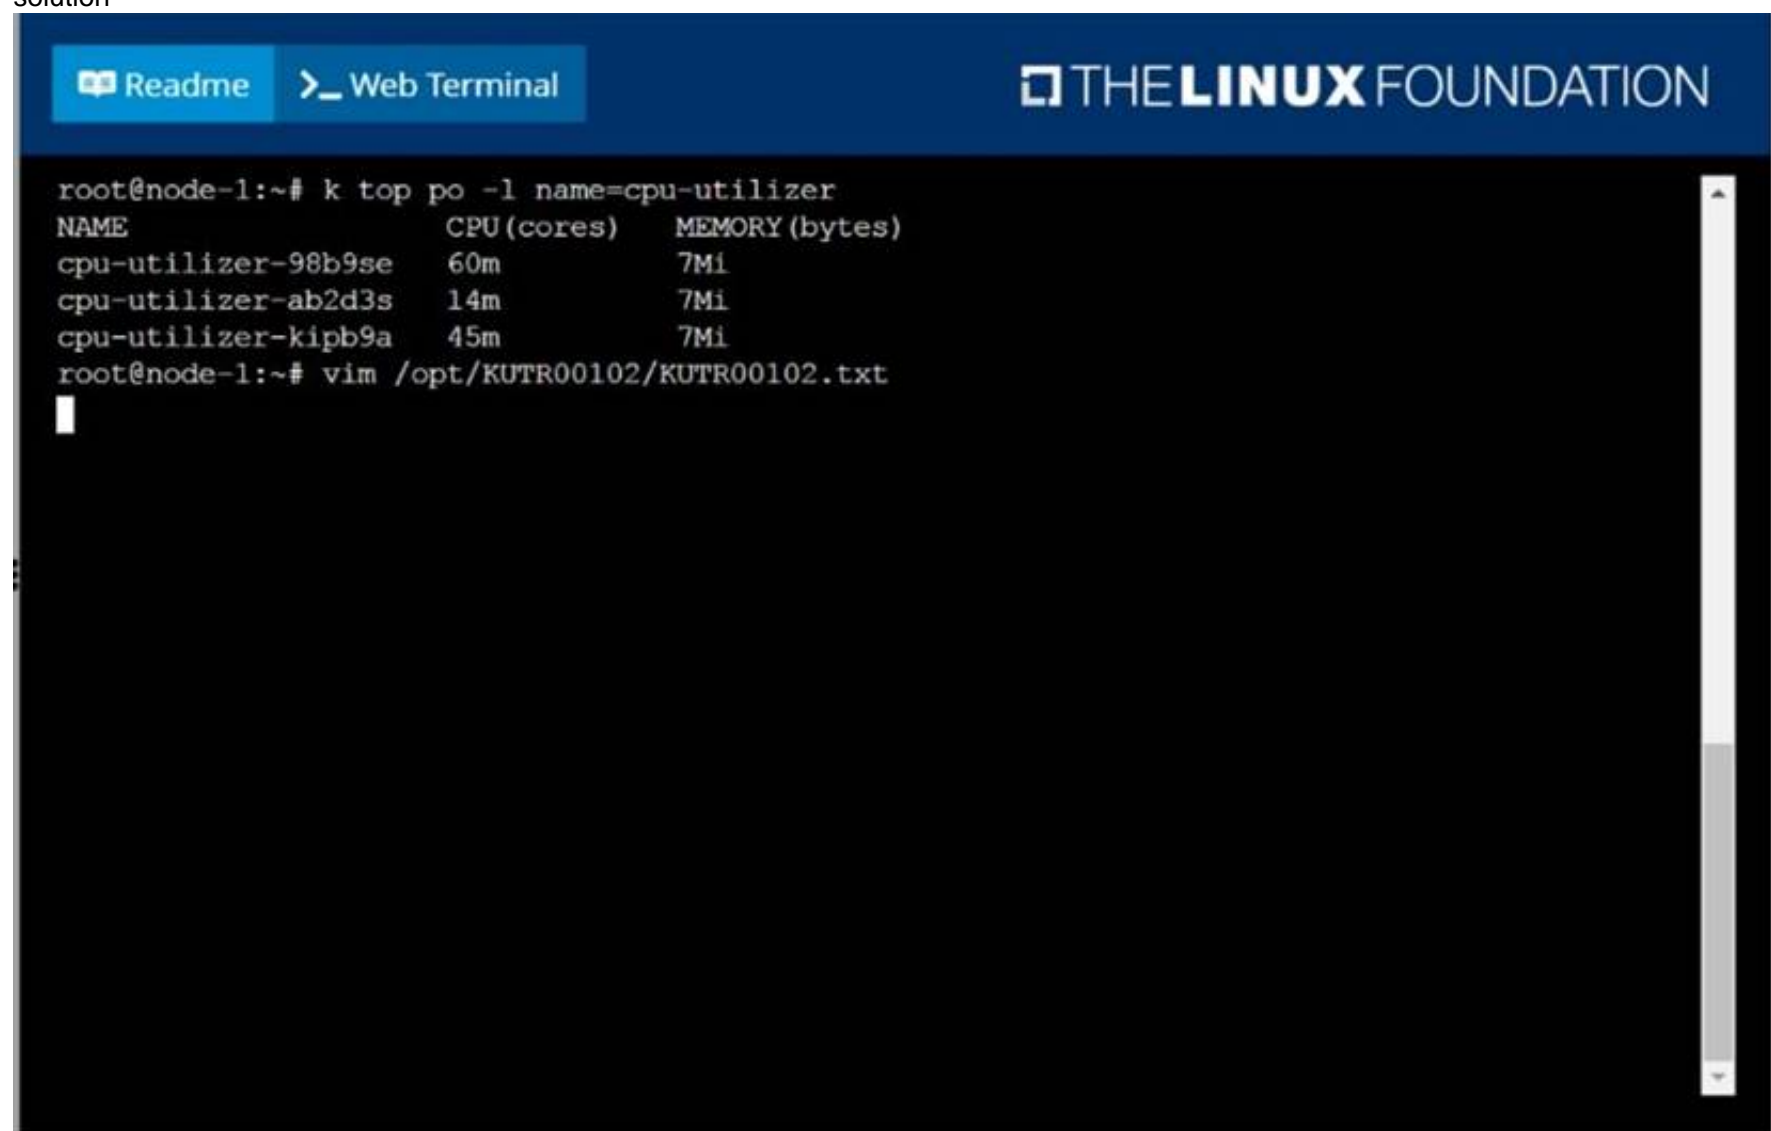 solution
Readme >_ Web Terminal
THE LINUX FOUNDATION
root@node-1:~# k top po -l name=cpu-utilizer
NAME CPU(cores) MEMORY(bytes)
cpu-utilizer-98b9se 60m 7Mi
cpu-utilizer-ab2d3s 14m 7Mi
cpu-utilizer-kipb9a 45m 7Mi
root@node-1:~# vim /opt/KUTR00102/KUTR00102.txt